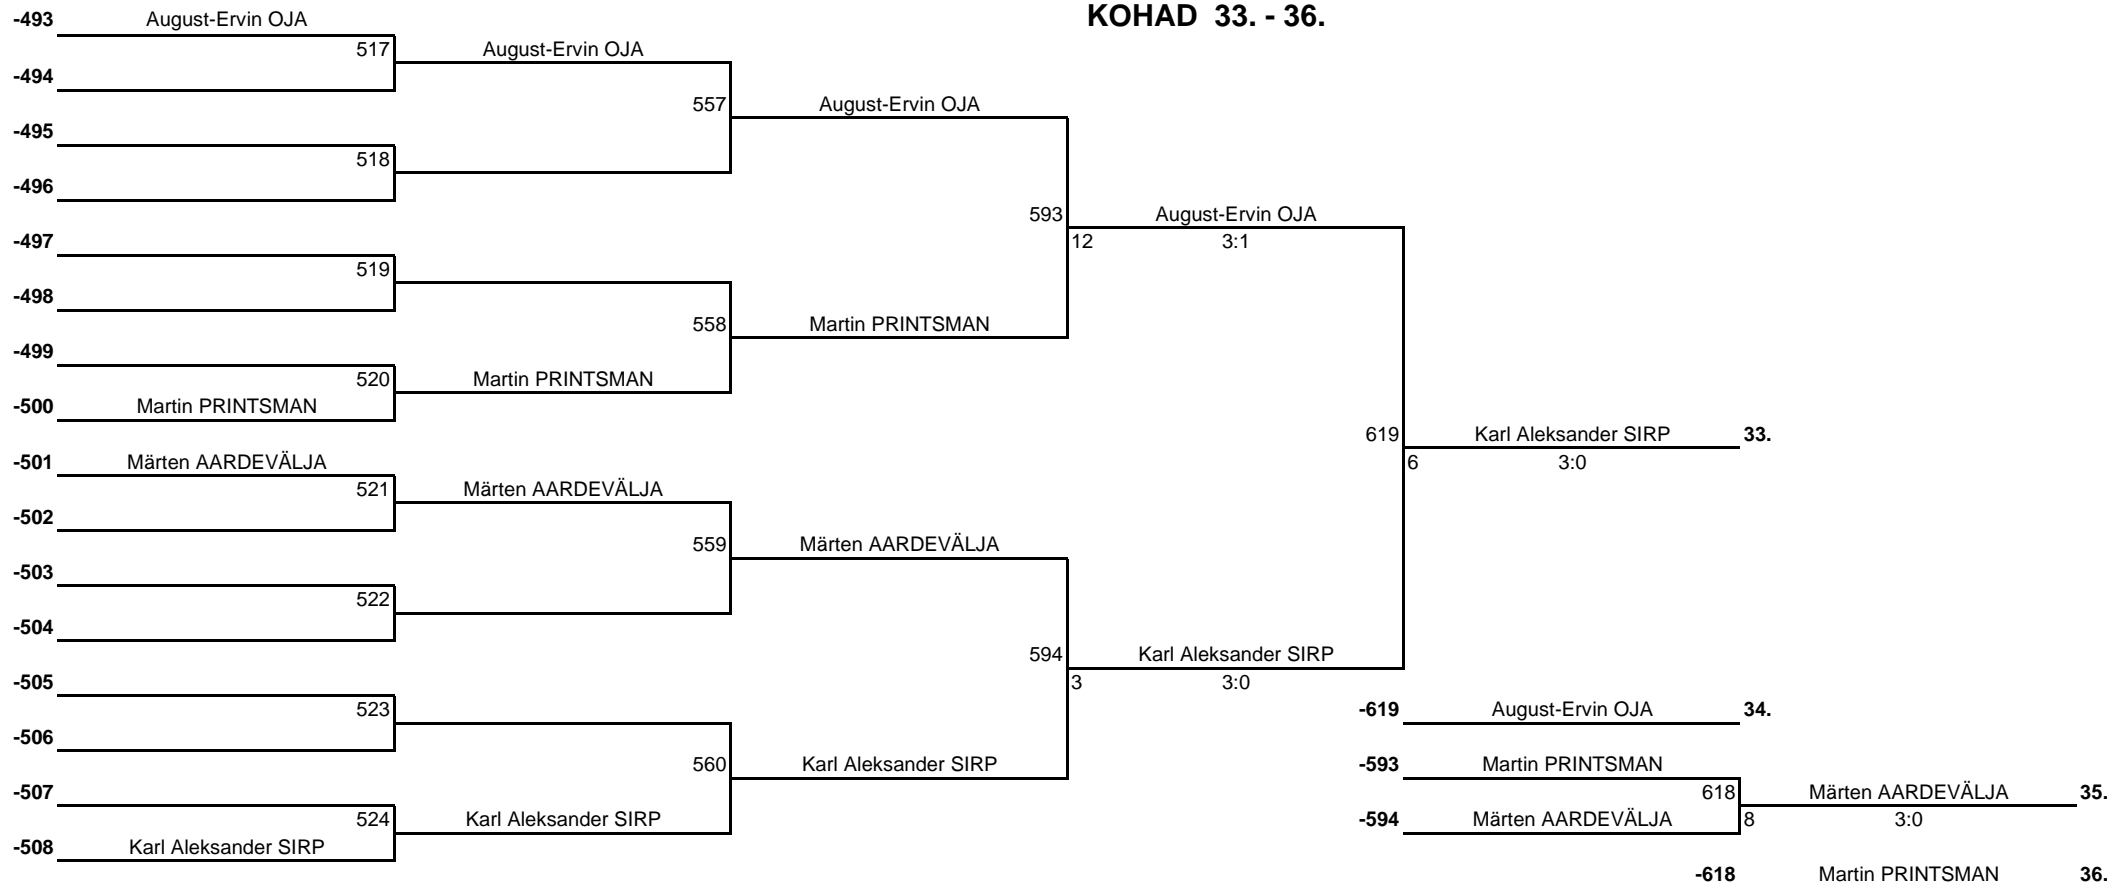 KOHAD 33. - 36.
-493 August-Ervin OJA
517 August-Ervin OJA
-494
557 August-Ervin OJA
-495
518
-496
593 August-Ervin OJA
-497 12 3:1
519
-498
558 Martin PRINTSMAN
-499
520 Martin PRINTSMAN
-500 Martin PRINTSMAN
619 Karl Aleksander SIRP 33.
-501 Märten AARDEVÄLJA 6 3:0
521 Märten AARDEVÄLJA
-502
559 Märten AARDEVÄLJA
-503
522
-504
594 Karl Aleksander SIRP
-505 3 3:0
523 -619 August-Ervin OJA 34.
-506
560 Karl Aleksander SIRP -593 Martin PRINTSMAN
-507 618 Märten AARDEVÄLJA 35.
524 Karl Aleksander SIRP -594 Märten AARDEVÄLJA 8 3:0
-508 Karl Aleksander SIRP
-618 Martin PRINTSMAN 36.